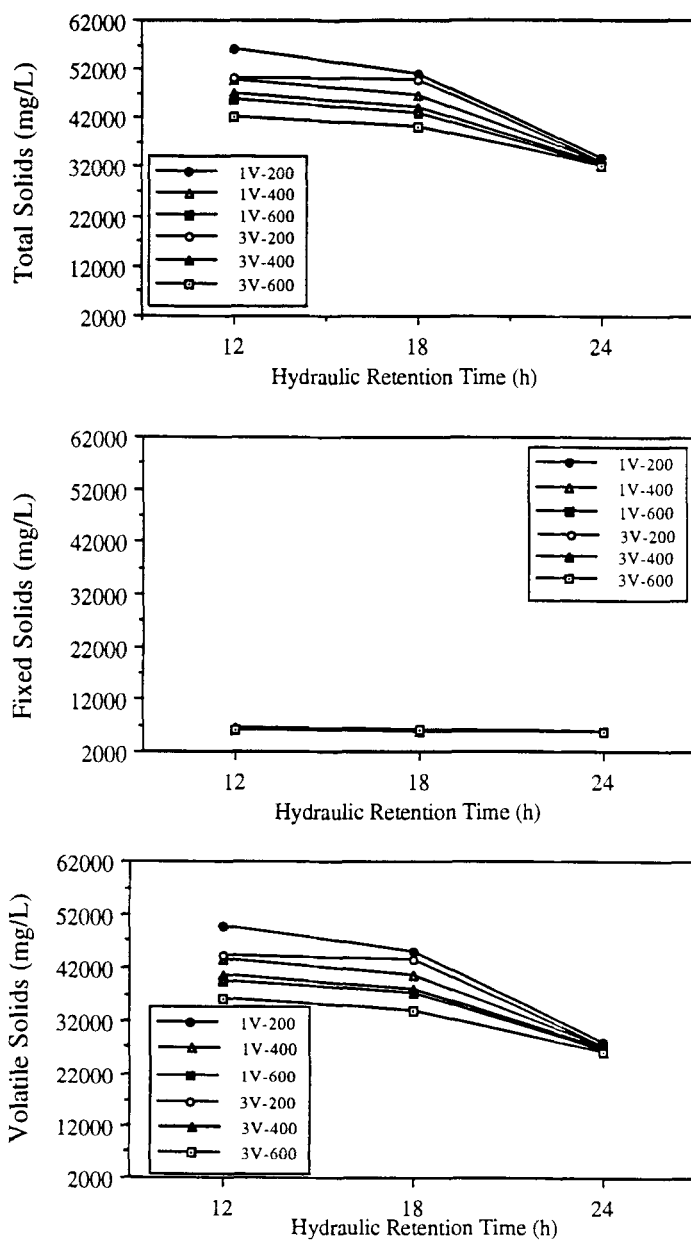 62000
52000
42000
32000
22000
12000
2000
Total Solids (mg/L)
1V-200
1V-400
1V-600
3V-200
3V-400
3V-600
12 18 24
Hydraulic Retention Time (h)
62000
52000
42000
32000
22000
12000
2000
Fixed Solids (mg/L)
1V-200
1V-400
1V-600
3V-200
3V-400
3V-600
12 18 24
Hydraulic Retention Time (h)
62000
52000
42000
32000
22000
12000
2000
Volatile Solids (mg/L)
1V-200
1V-400
1V-600
3V-200
3V-400
3V-600
12 18 24
Hydraulic Retention Time (h)